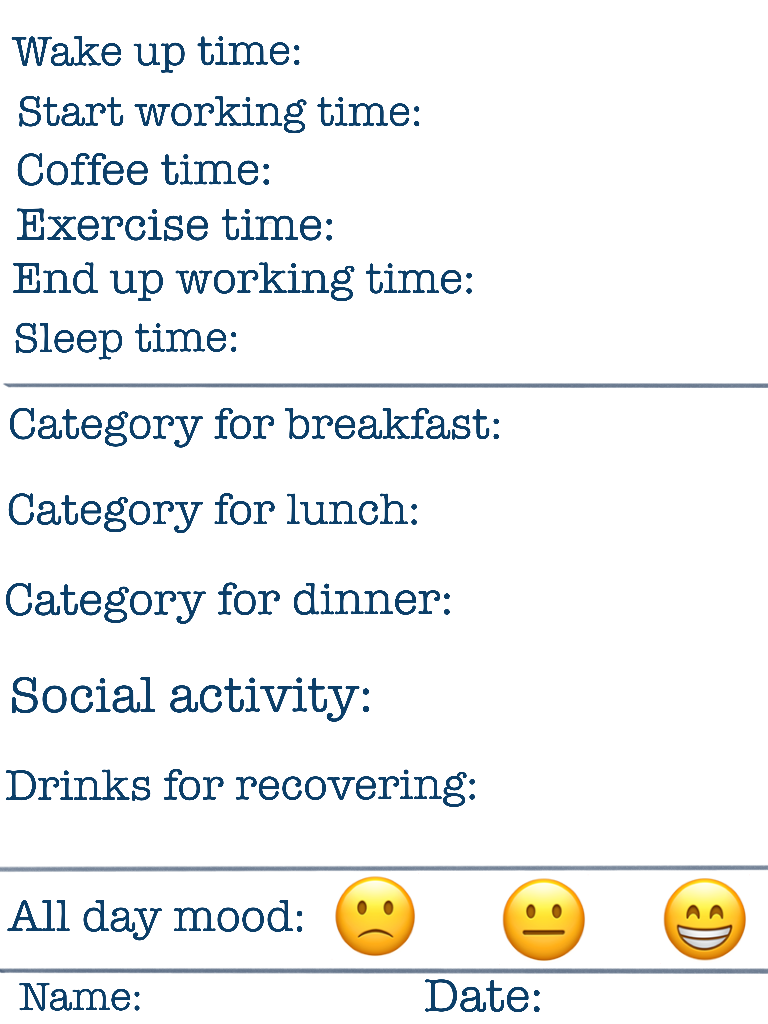 Wake up time:
Start working time:
Coffee time:
Exercise time:
End up working time:
Sleep time:
Category for breakfast:
Category for lunch:
Category for dinner:
Social activity:
Drinks for recovering:
All day mood:
Name: Date: